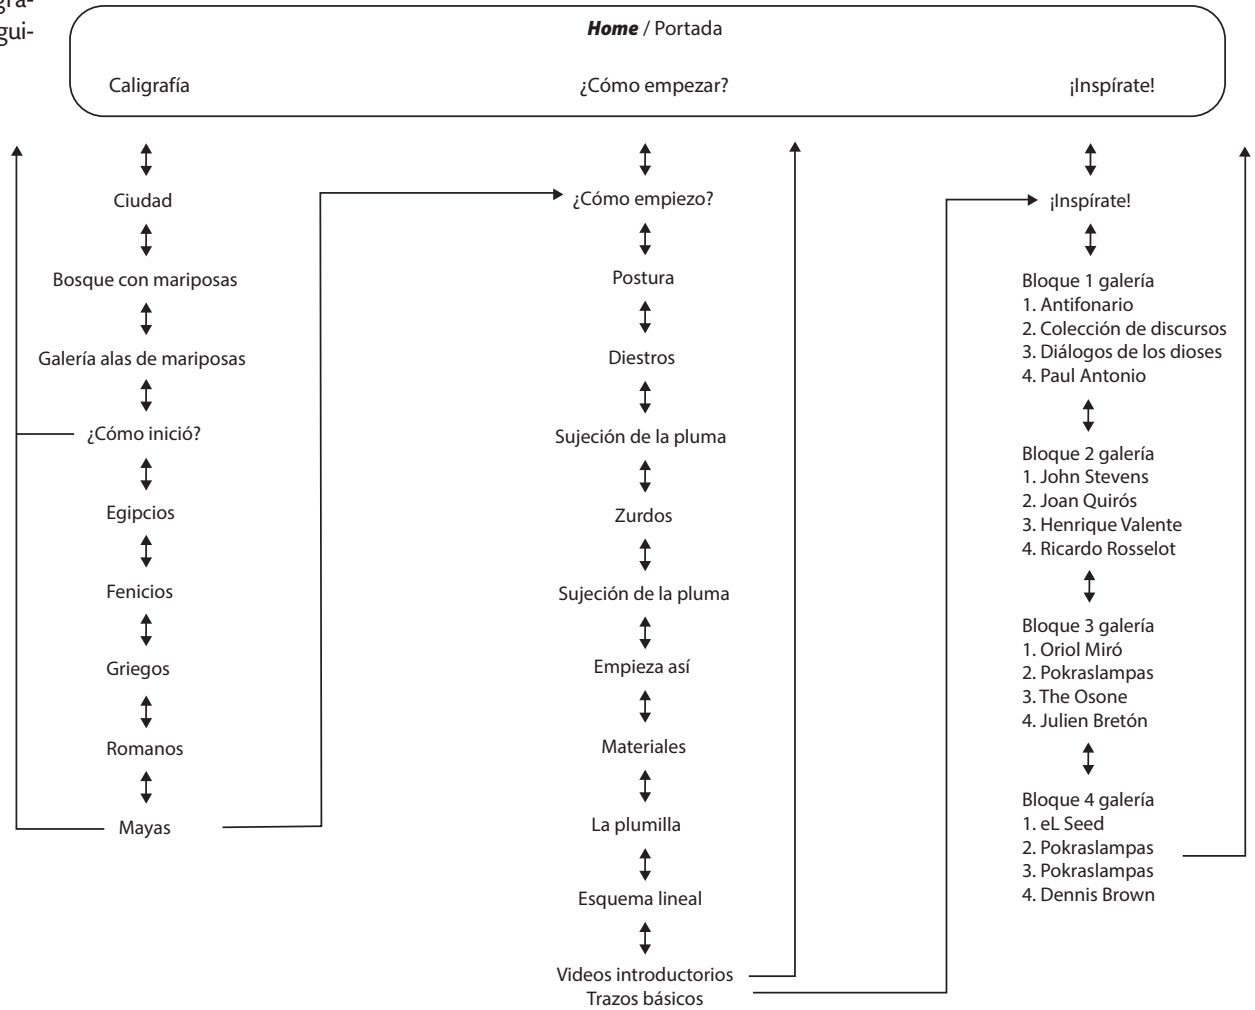 grá-
gui-
Home / Portada
Caligrafía
¿Cómo empezar?
¡Inspírate!
Ciudad
Bosque con mariposas
Galería alas de mariposas
¿Cómo inició?
Egipcios
Fenicios
Griegos
Romanos
Mayas
¿Cómo empiezo?
Postura
Diestros
Sujeción de la pluma
Zurdos
Sujeción de la pluma
Empieza así
Materiales
La plumilla
Esquema lineal
Videos introductorios
Trazos básicos
¡Inspírate!
Bloque 1 galería
1. Antifonario
2. Colección de discursos
3. Diálogos de los dioses
4. Paul Antonio
Bloque 2 galería
1. John Stevens
2. Joan Quirós
3. Henrique Valente
4. Ricardo Rosselot
Bloque 3 galería
1. Oriol Miró
2. Pokraslampas
3. The Osone
4. Julien Bretón
Bloque 4 galería
1. eL Seed
2. Pokraslampas
3. Pokraslampas
4. Dennis Brown